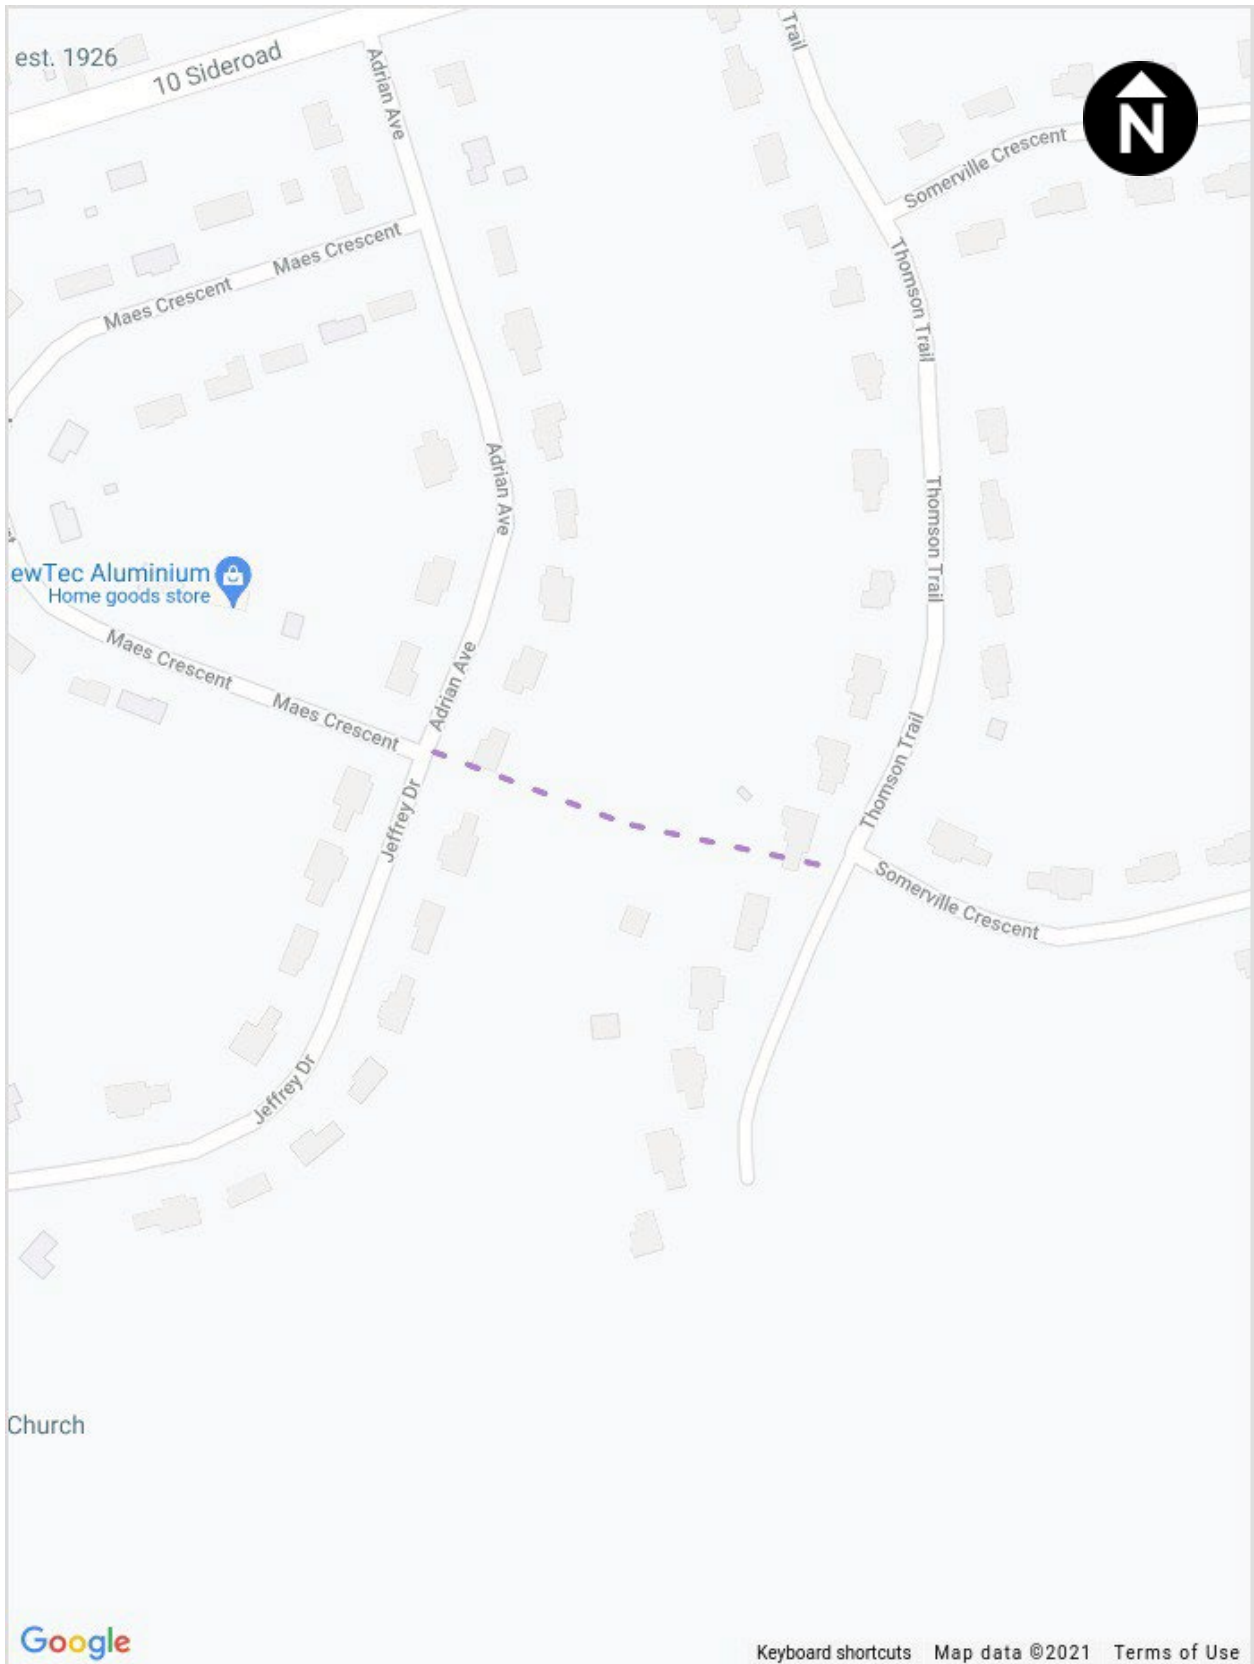 Trail
est. 1926
10 Sideroad
Adrian Ave
N
Somerville Crescent
Maes Crescent
Maes Crescent
Thomson Trail
Adrian Ave
Thomson Trail
ewTec Aluminium
Home goods store
Maes Crescent
Maes Crescent
Adrian Ave
Thomson Trail
Jeffrey Dr
Somerville Crescent
Jeffrey Dr
Church
Google
Keyboard shortcuts Map data ©2021 Terms of Use